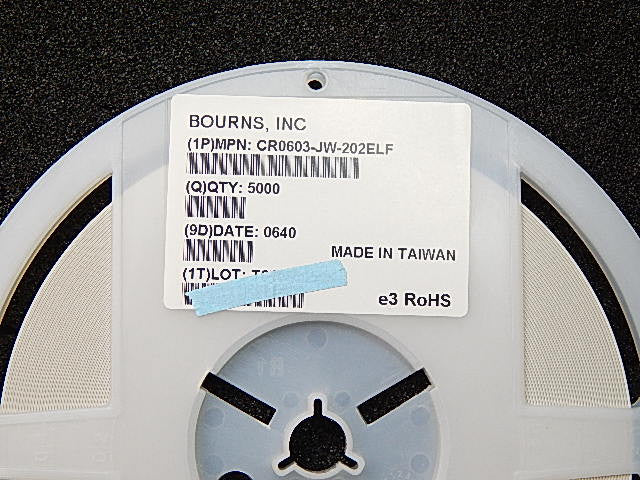 BOURNS, INC
(1P)MPN: CR0603-JW-202ELF
(Q)QTY: 5000
(9D)DATE: 0640
MADE IN TAIWAN
(1T)LOT:
e3 RoHS